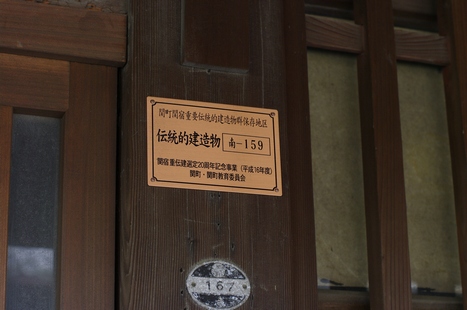 関町関宿重要伝統的建造物群保存地区
伝統的建造物 南-159
関宿重伝建選定20周年記念事業（平成16年度）
関町・関町教育委員会
167